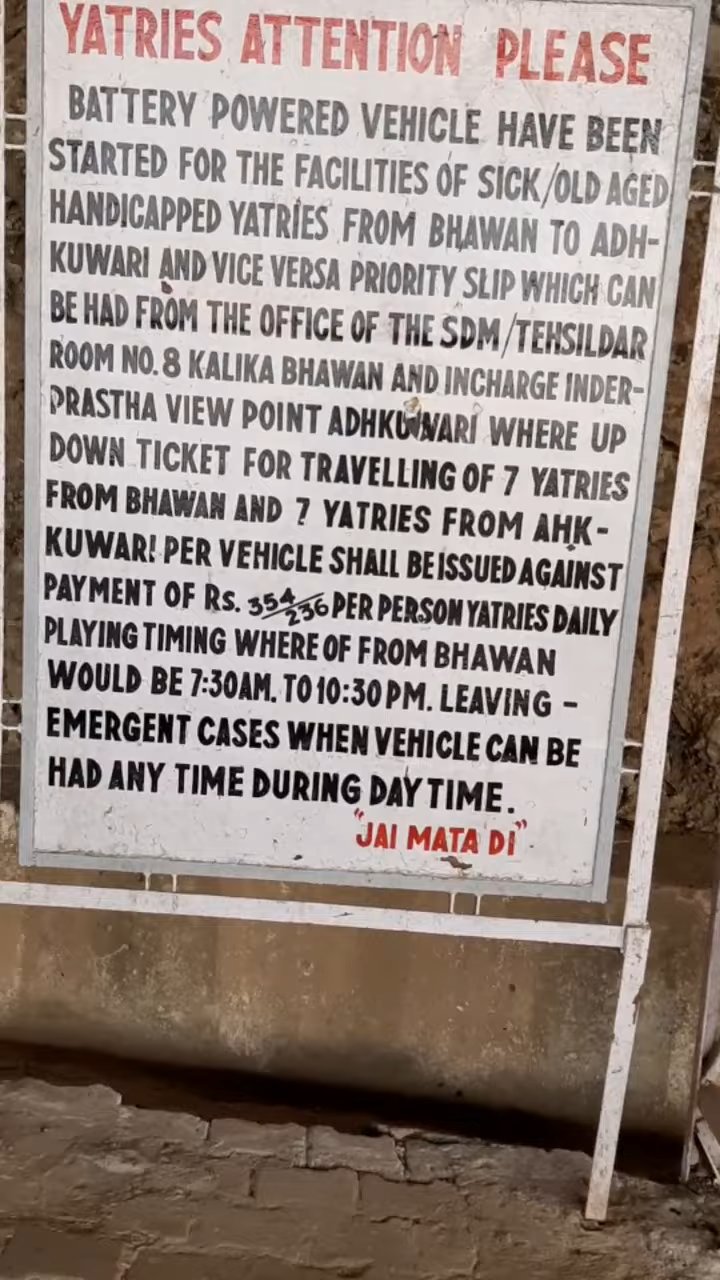 YATRIES ATTENTION PLEASE
BATTERY POWERED VEHICLE HAVE BEEN
STARTED FOR THE FACILITIES OF SICK/OLD AGED
HANDICAPPED YATRIES FROM BHAWAN TO ADH-
KUWARI AND VICE VERSA PRIORITY SLIP WHICH CAN
BE HAD FROM THE OFFICE OF THE SDM/TEHSILDAR
ROOM NO. 8 KALIKA BHAWAN AND INCHARGE INDER-
PRASTHA VIEW POINT ADHKUWARI WHERE UP
DOWN TICKET FOR TRAVELLING OF 7 YATRIES
FROM BHAWAN AND 7 YATRIES FROM AHK-
KUWARI PER VEHICLE SHALL BE ISSUED AGAINST
PAYMENT OF Rs. 354/236 PER PERSON YATRIES DAILY
PLAYING TIMING WHERE OF FROM BHAWAN
WOULD BE 7:30AM. TO 10:30 PM. LEAVING -
EMERGENT CASES WHEN VEHICLE CAN BE
HAD ANY TIME DURING DAY TIME.
"JAI MATA DI"